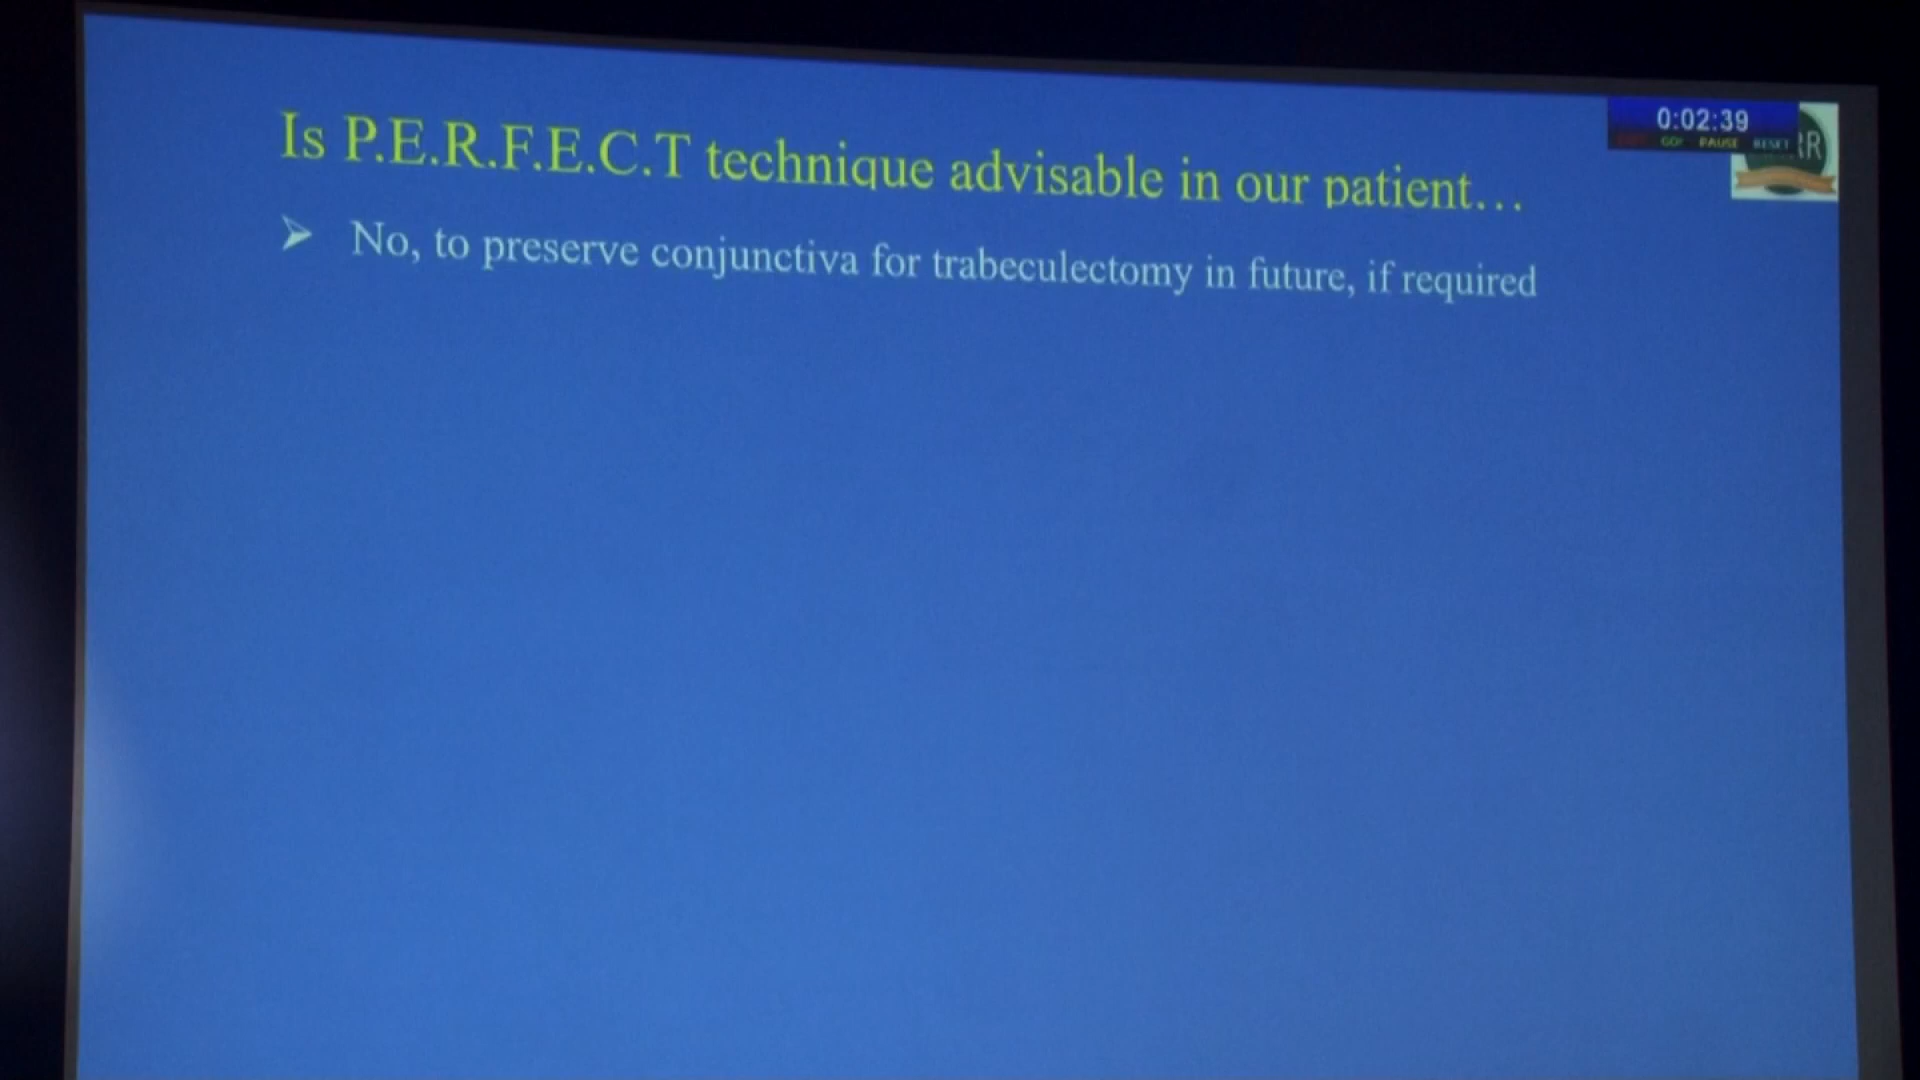 Is P.E.R.F.E.C.T technique advisable in our patient...
0:02:39
GO! PAUSE RESET
➢ No, to preserve conjunctiva for trabeculectomy in future, if required